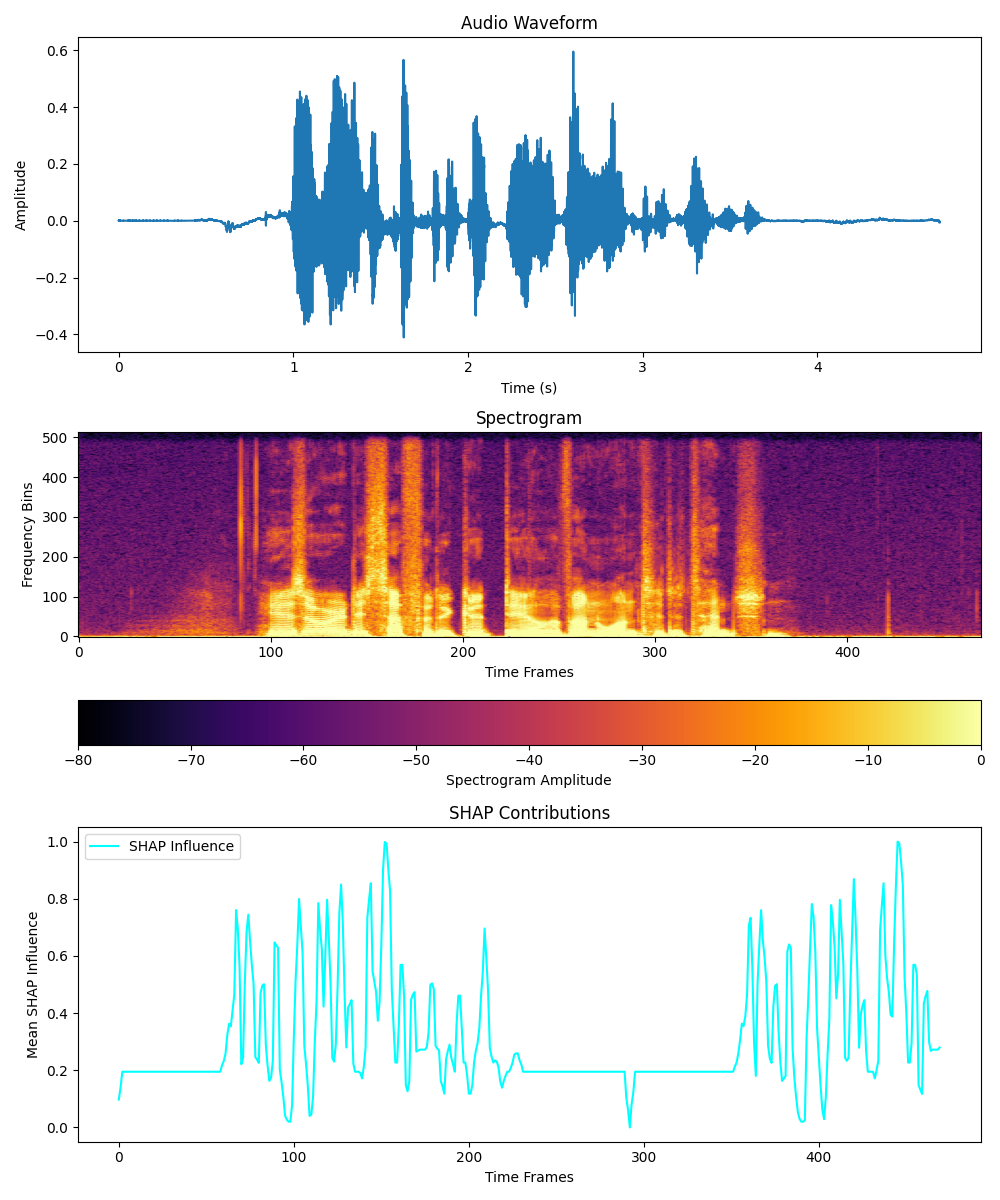 Audio Waveform
0.6
0.4
0.2
0.0
−0.2
−0.4
Amplitude
0 1 2 3 4
Time (s)
Spectrogram
500
400
300
200
100
0
Frequency Bins
0 100 200 300 400
Time Frames
−80 −70 −60 −50 −40 −30 −20 −10 0
Spectrogram Amplitude
SHAP Contributions
SHAP Influence
1.0
0.8
0.6
0.4
0.2
0.0
Mean SHAP Influence
0 100 200 300 400
Time Frames